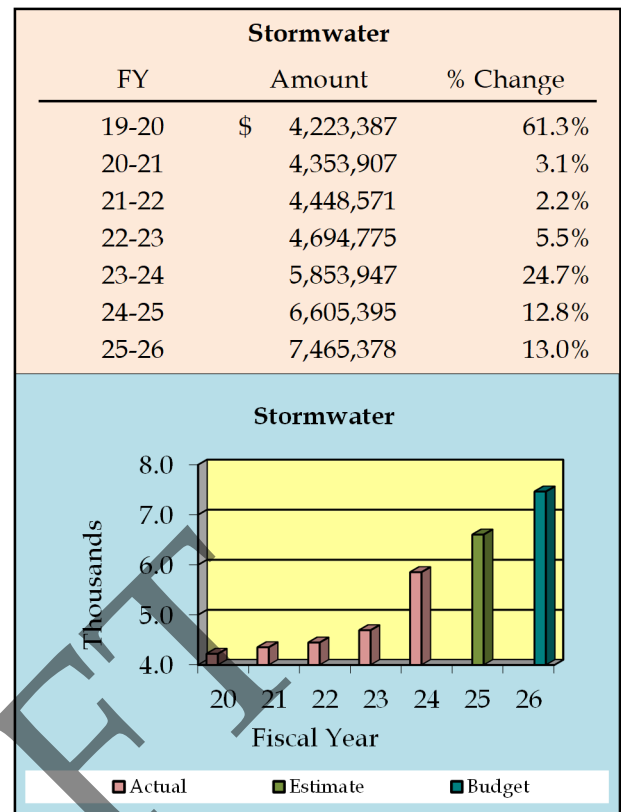 Stormwater
FY Amount % Change
19-20 $ 4,223,387 61.3%
20-21 4,353,907 3.1%
21-22 4,448,571 2.2%
22-23 4,694,775 5.5%
23-24 5,853,947 24.7%
24-25 6,605,395 12.8%
25-26 7,465,378 13.0%
Stormwater
8.0
7.0
6.0
5.0
4.0
Thousands
20 21 22 23 24 25 26
Fiscal Year
Actual Estimate Budget
FT